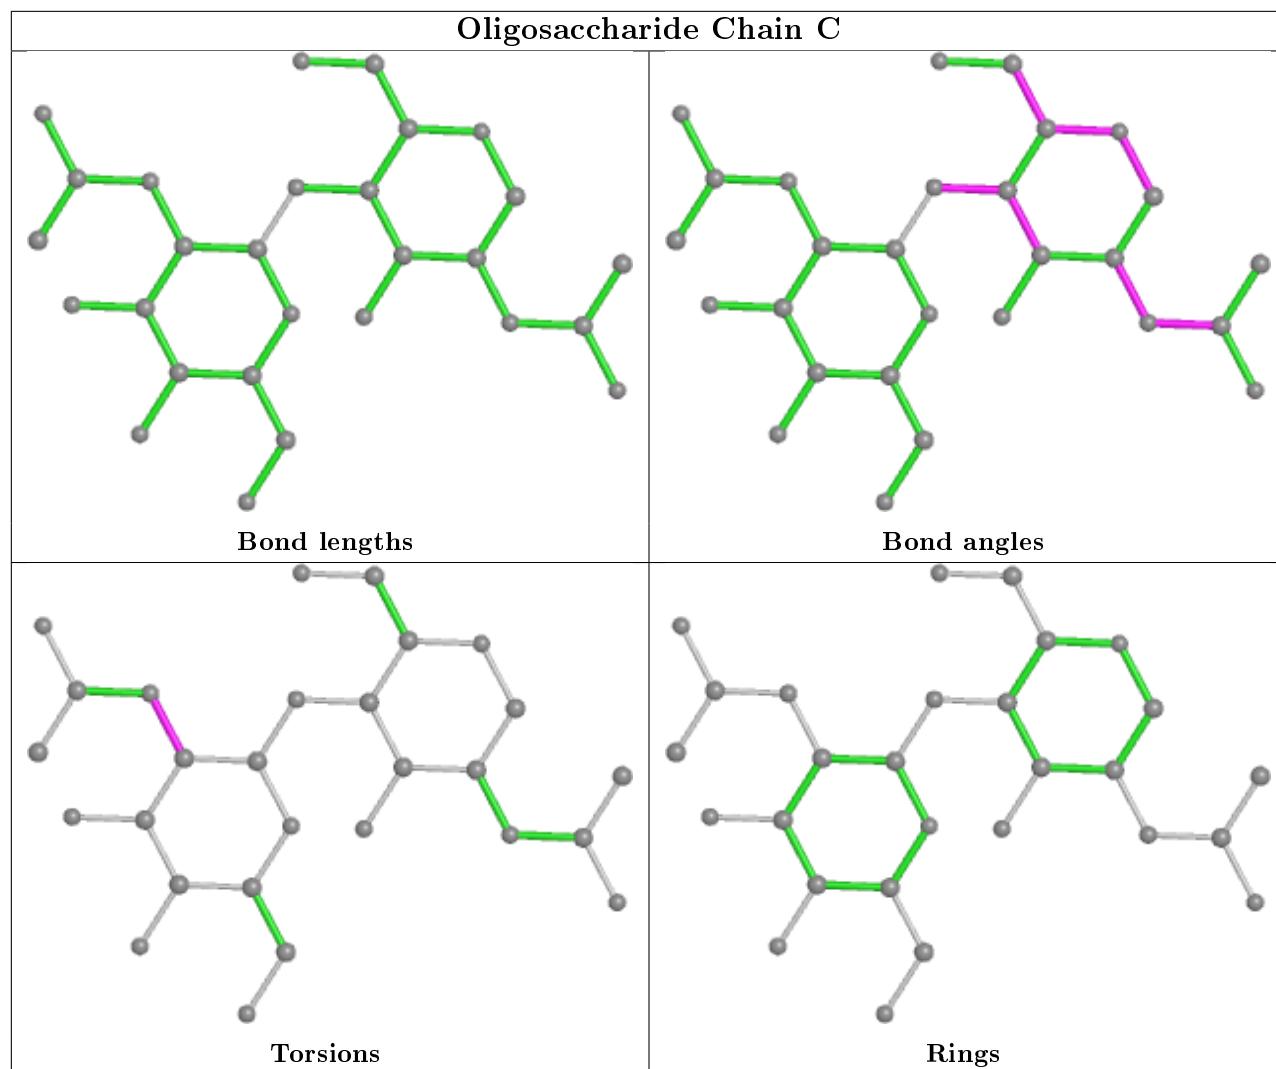 Oligosaccharide Chain C
Bond lengths
Bond angles
Torsions
Rings